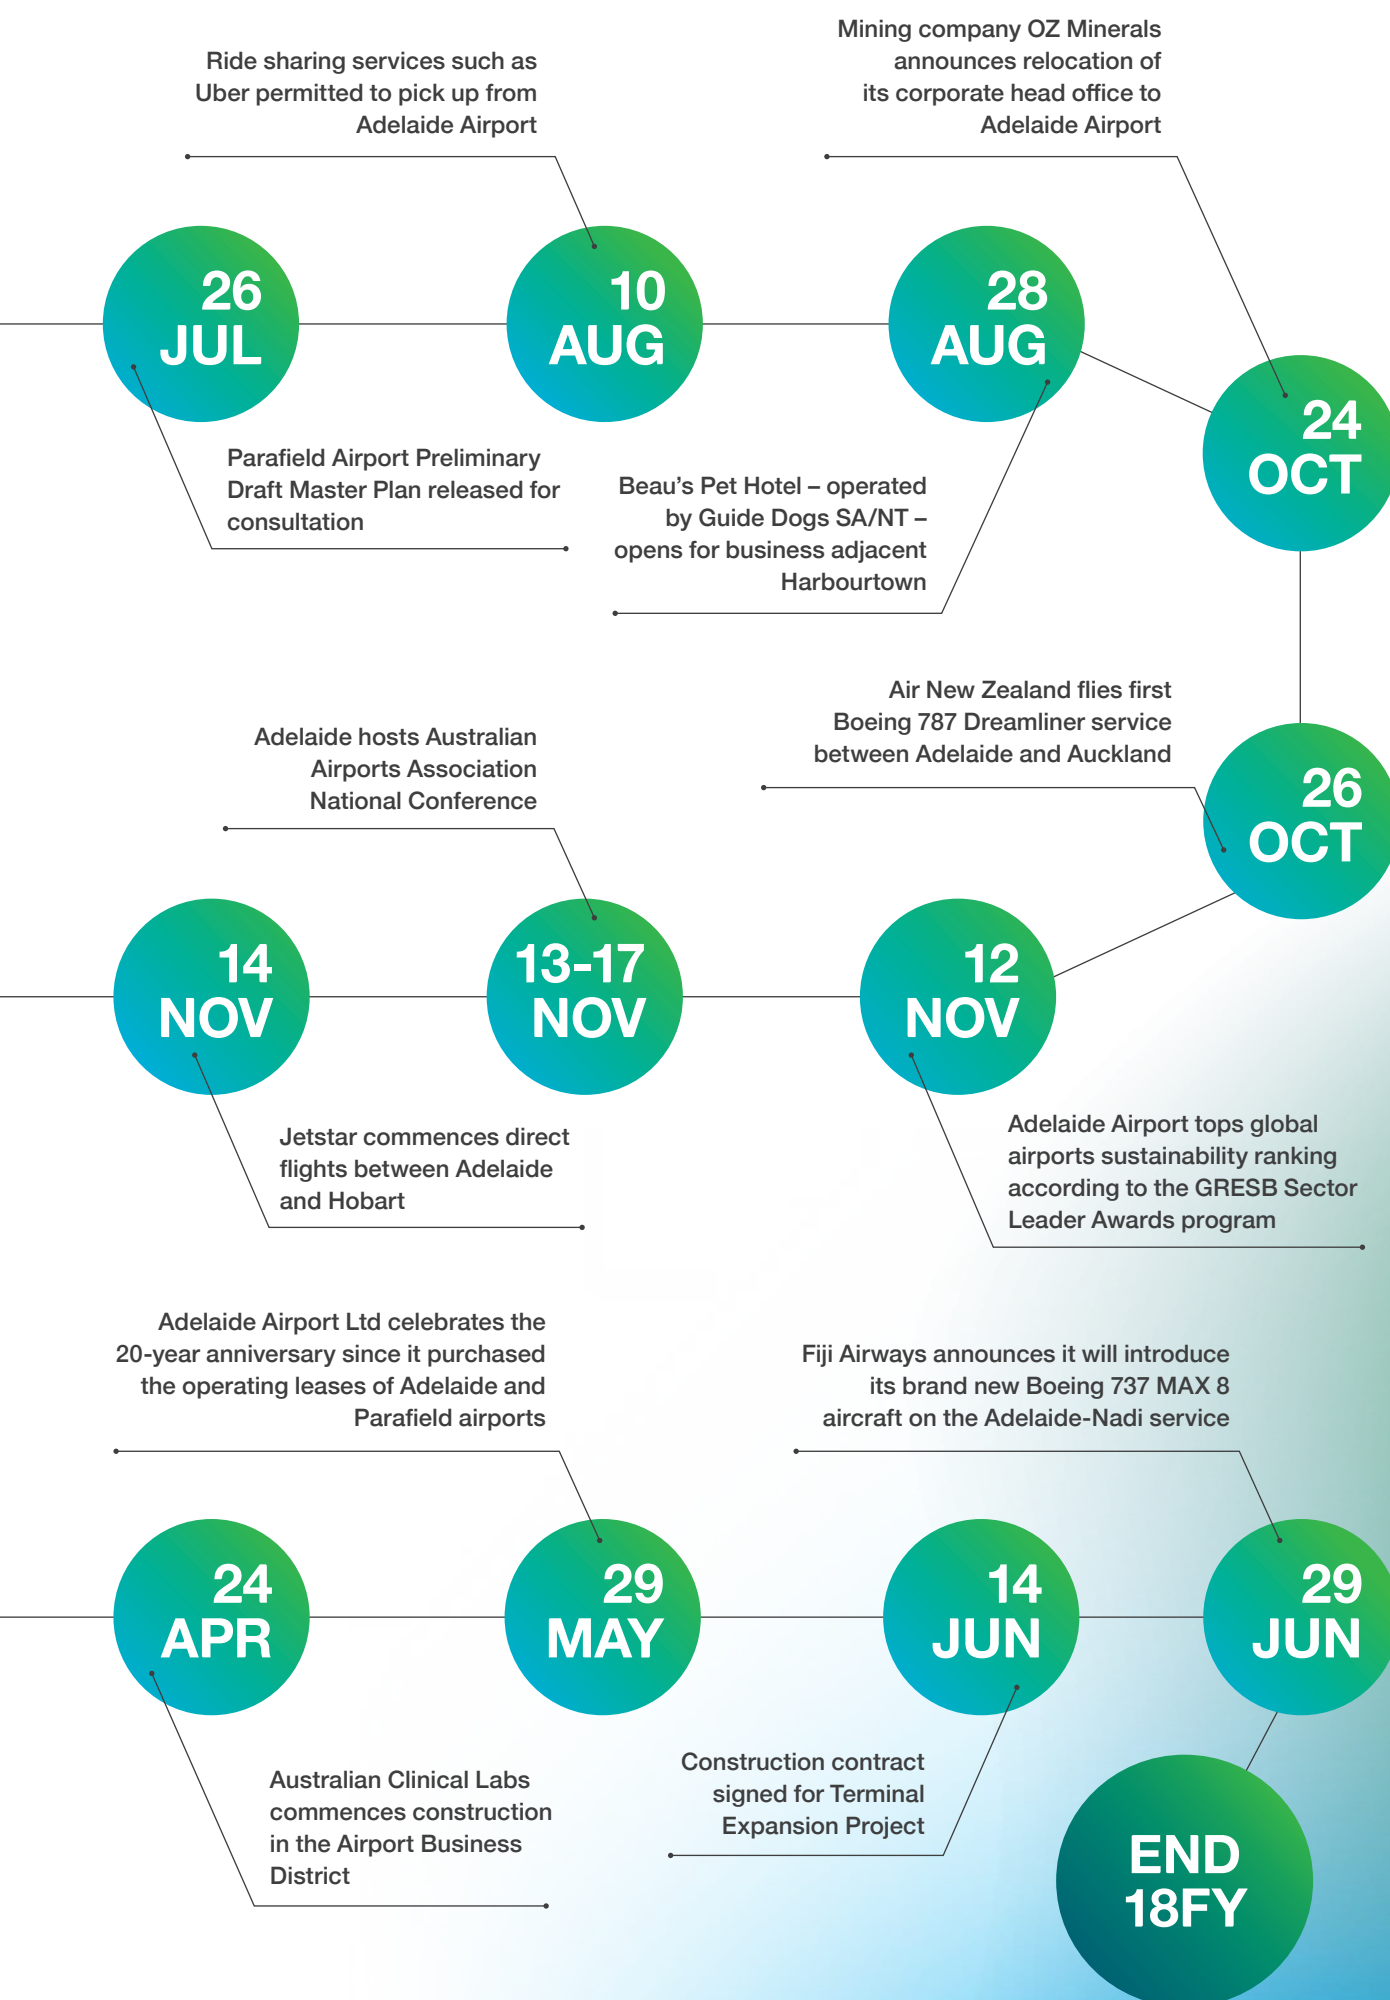 Ride sharing services such as
Uber permitted to pick up from
Adelaide Airport
Mining company OZ Minerals
announces relocation of
its corporate head office to
Adelaide Airport
26
JUL
10
AUG
28
AUG
24
OCT
Parafield Airport Preliminary
Draft Master Plan released for
consultation
Beau’s Pet Hotel – operated
by Guide Dogs SA/NT –
opens for business adjacent
Harbourtown
Air New Zealand flies first
Boeing 787 Dreamliner service
between Adelaide and Auckland
26
OCT
Adelaide hosts Australian
Airports Association
National Conference
14
NOV
13-17
NOV
12
NOV
Jetstar commences direct
flights between Adelaide
and Hobart
Adelaide Airport tops global
airports sustainability ranking
according to the GRESB Sector
Leader Awards program
Adelaide Airport Ltd celebrates the
20-year anniversary since it purchased
the operating leases of Adelaide and
Parafield airports
Fiji Airways announces it will introduce
its brand new Boeing 737 MAX 8
aircraft on the Adelaide-Nadi service
24
APR
29
MAY
14
JUN
29
JUN
Australian Clinical Labs
commences construction
in the Airport Business
District
Construction contract
signed for Terminal
Expansion Project
END
18FY